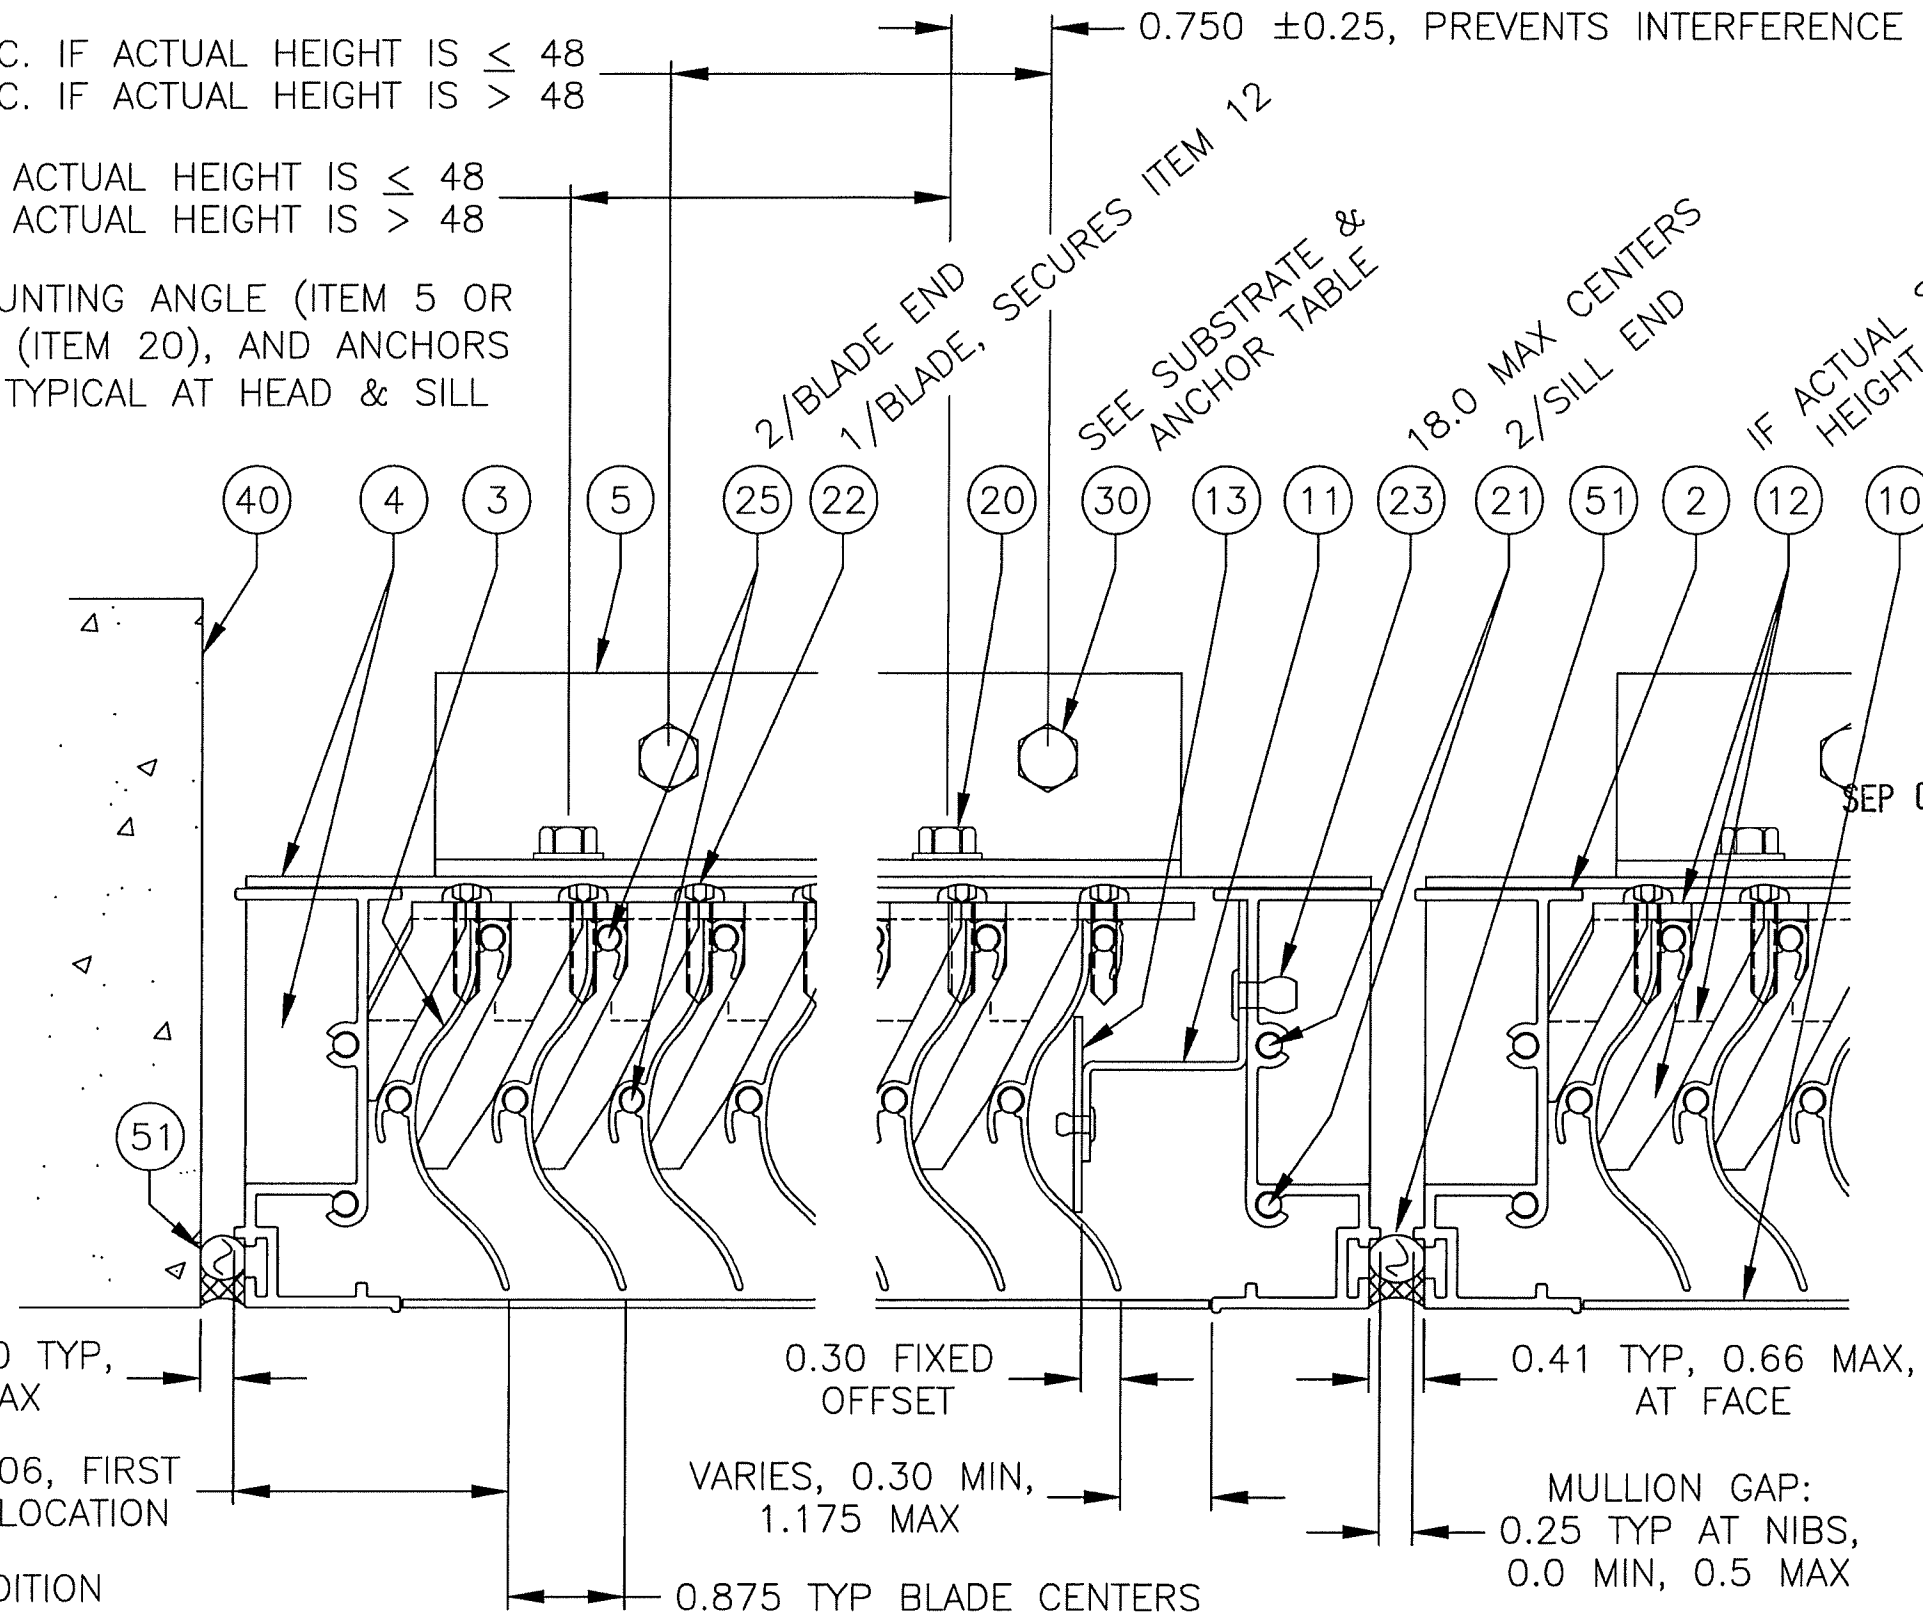 0.750 ±0.25, PREVENTS INTERFERENCE
C. IF ACTUAL HEIGHT IS ≤ 48
C. IF ACTUAL HEIGHT IS > 48
ACTUAL HEIGHT IS ≤ 48
ACTUAL HEIGHT IS > 48
UNTING ANGLE (ITEM 5 OR
(ITEM 20), AND ANCHORS
TYPICAL AT HEAD & SILL
2/BLADE END
1/BLADE, SECURES ITEM 12
SEE SUBSTRATE &
ANCHOR TABLE
18.0 MAX CENTERS
2/SILL END
IF ACTUAL
HEIGHT
40
4
3
5
25
22
20
30
13
11
23
21
51
2
12
10
SEP
51
0 TYP,
AX
0.30 FIXED
OFFSET
0.41 TYP, 0.66 MAX,
AT FACE
06, FIRST
LOCATION
VARIES, 0.30 MIN,
1.175 MAX
MULLION GAP:
0.25 TYP AT NIBS,
0.0 MIN, 0.5 MAX
DITION
0.875 TYP BLADE CENTERS